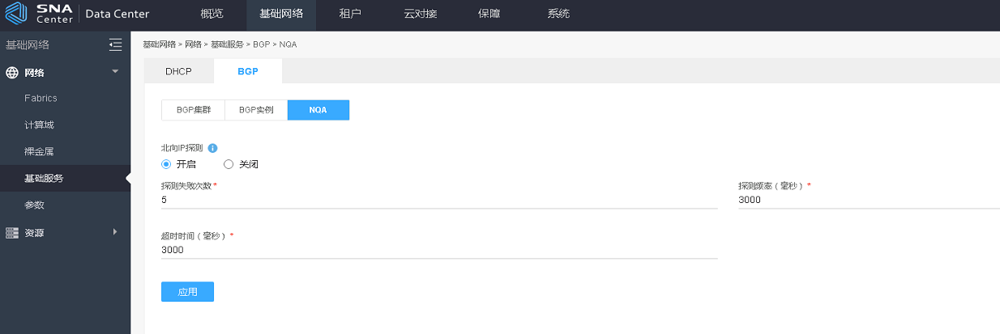 SNA Center Data Center 概览 基础网络 租户 云对接 保障 系统
基础网络
网络
Fabrics
计算域
裸金属
基础服务
参数
资源
基础网络 > 网络 > 基础服务 > BGP > NQA
DHCP BGP
BGP集群 BGP实例 NQA
北向IP探测
开启 关闭
探测失败次数 * 探测频率（毫秒） *
5 3000
超时时间（毫秒） *
3000
应用